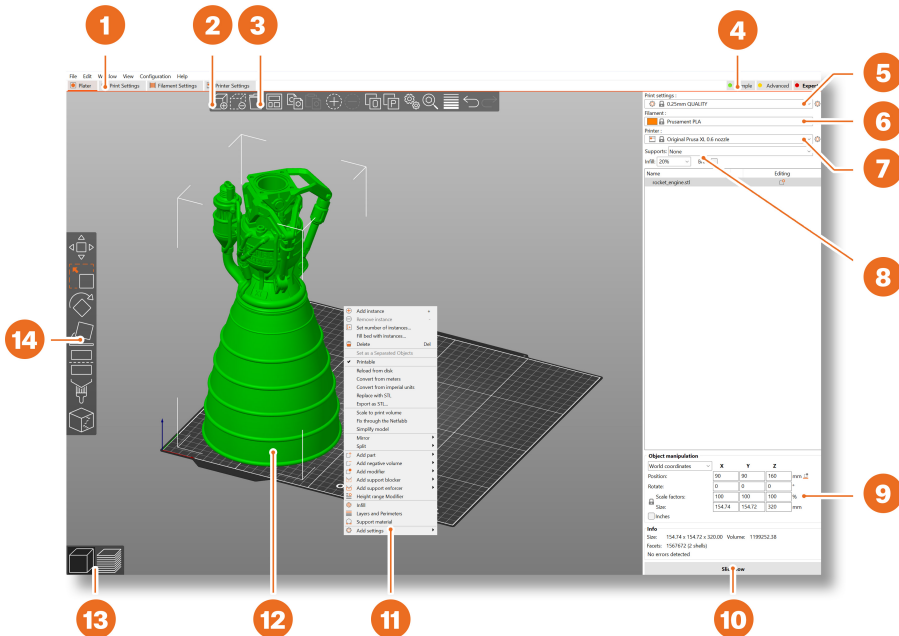 1 2 3 4
File Edit Window View Configuration Help
Plater Print Settings Filament Settings Printer Settings
Advanced Expert
5
Print settings :
0.25mm QUALITY
Filament :
6
Prusament PLA
Printer :
Original Prusa XL 0.6 nozzle
7
Supports: None
Infill: 20%
Name Editing
rocket_engine.stl
8
14
Add instance +
Remove instance -
Set number of instances...
Fill bed with instances...
Delete Del
Set as a Separated Objects
Printable
Reload from disk
Convert from meters
Convert from imperial units
Replace with STL
Export as STL...
Scale to print volume
Fix through the Netfabb
Simplify model
Mirror
Split
Add part
Add negative volume
Add modifier
Add support blocker
Add support enforcer
Height range Modifier
Infill
Layers and Perimeters
Support material
Add settings
Object manipulation
World coordinates X Y Z
Position: 90 90 160 mm
Rotate: 0 0 0 °
Scale factors: 100 100 100 %
9
Size: 154.74 154.72 320 mm
Inches
Info
Size: 154.74 x 154.72 x 320.00 Volume: 1199252.38
Facets: 1567672 (2 shells)
No errors detected
13 12 11 10